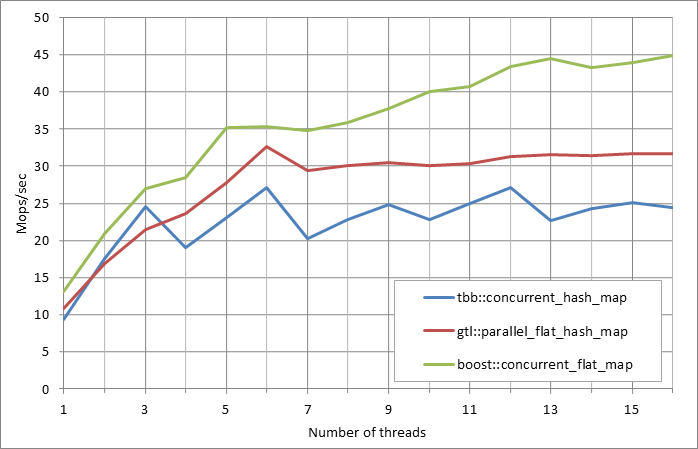 50
45
40
35
30
25
20
15
10
5
0
Mops/sec
tbb::concurrent_hash_map
gtl::parallel_flat_hash_map
boost::concurrent_flat_map
1 3 5 7 9 11 13 15
Number of threads